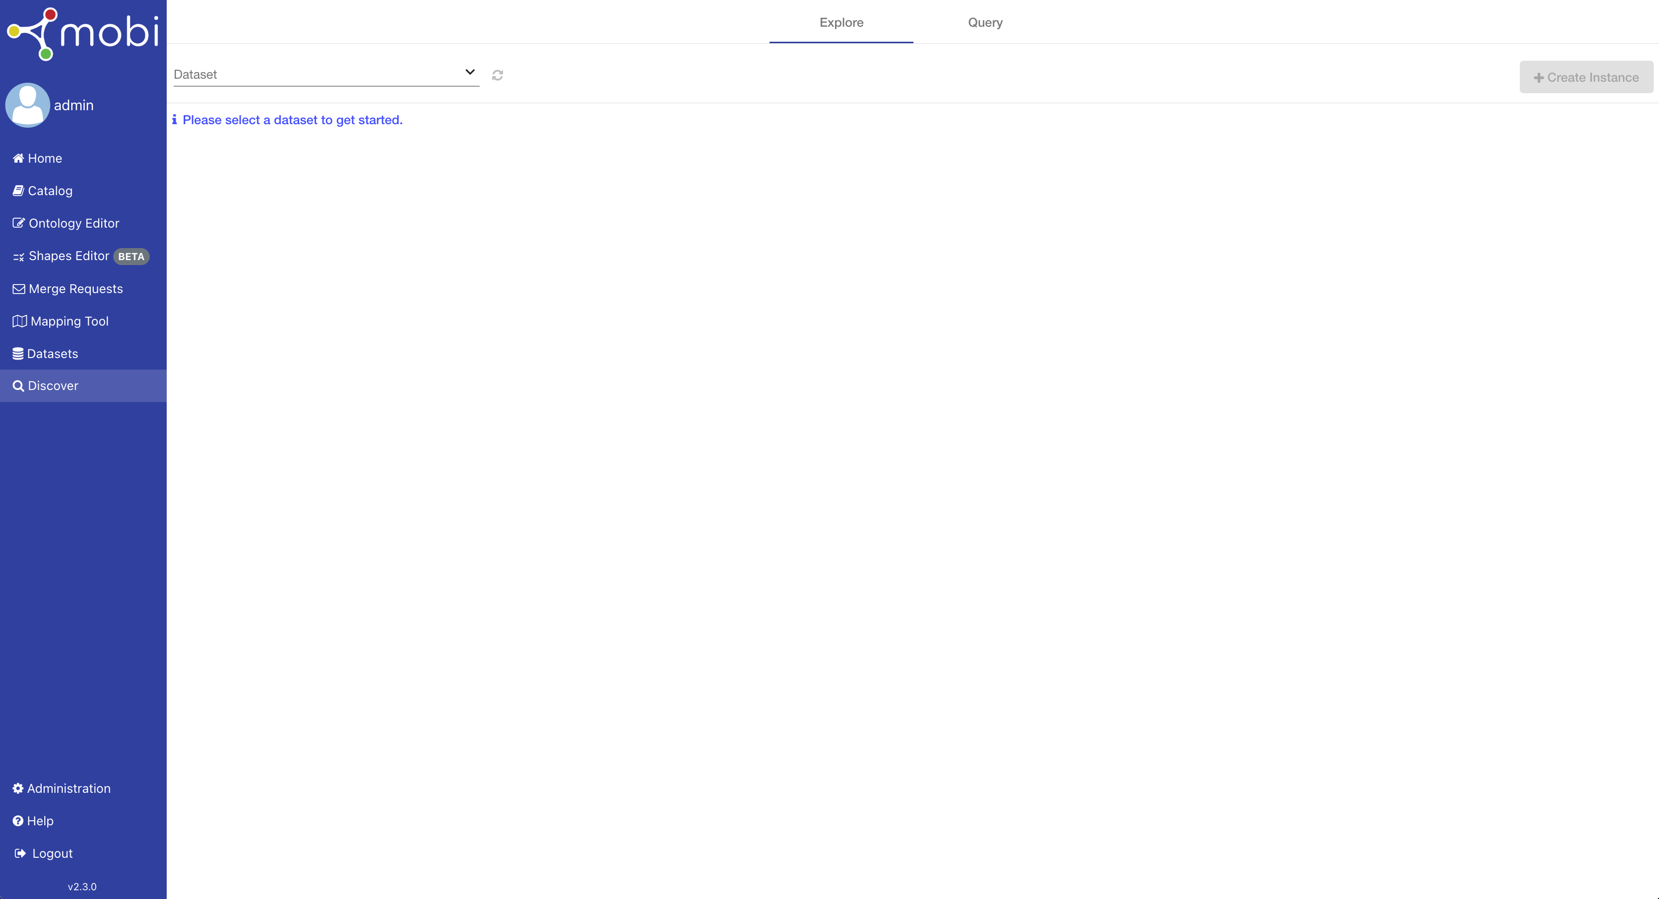 mobi
admin
Home
Catalog
Ontology Editor
Shapes Editor BETA
Merge Requests
Mapping Tool
Datasets
Discover
Administration
Help
Logout
v2.3.0
Explore Query
Dataset
Create Instance
Please select a dataset to get started.